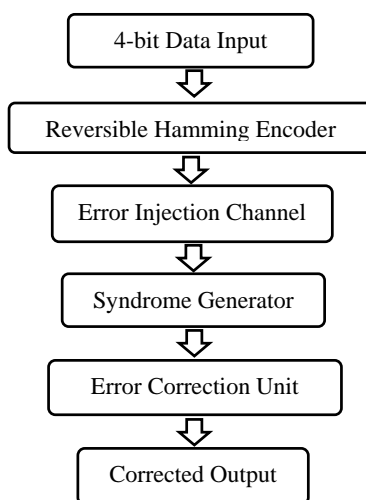 4-bit Data Input
Reversible Hamming Encoder
Error Injection Channel
Syndrome Generator
Error Correction Unit
Corrected Output